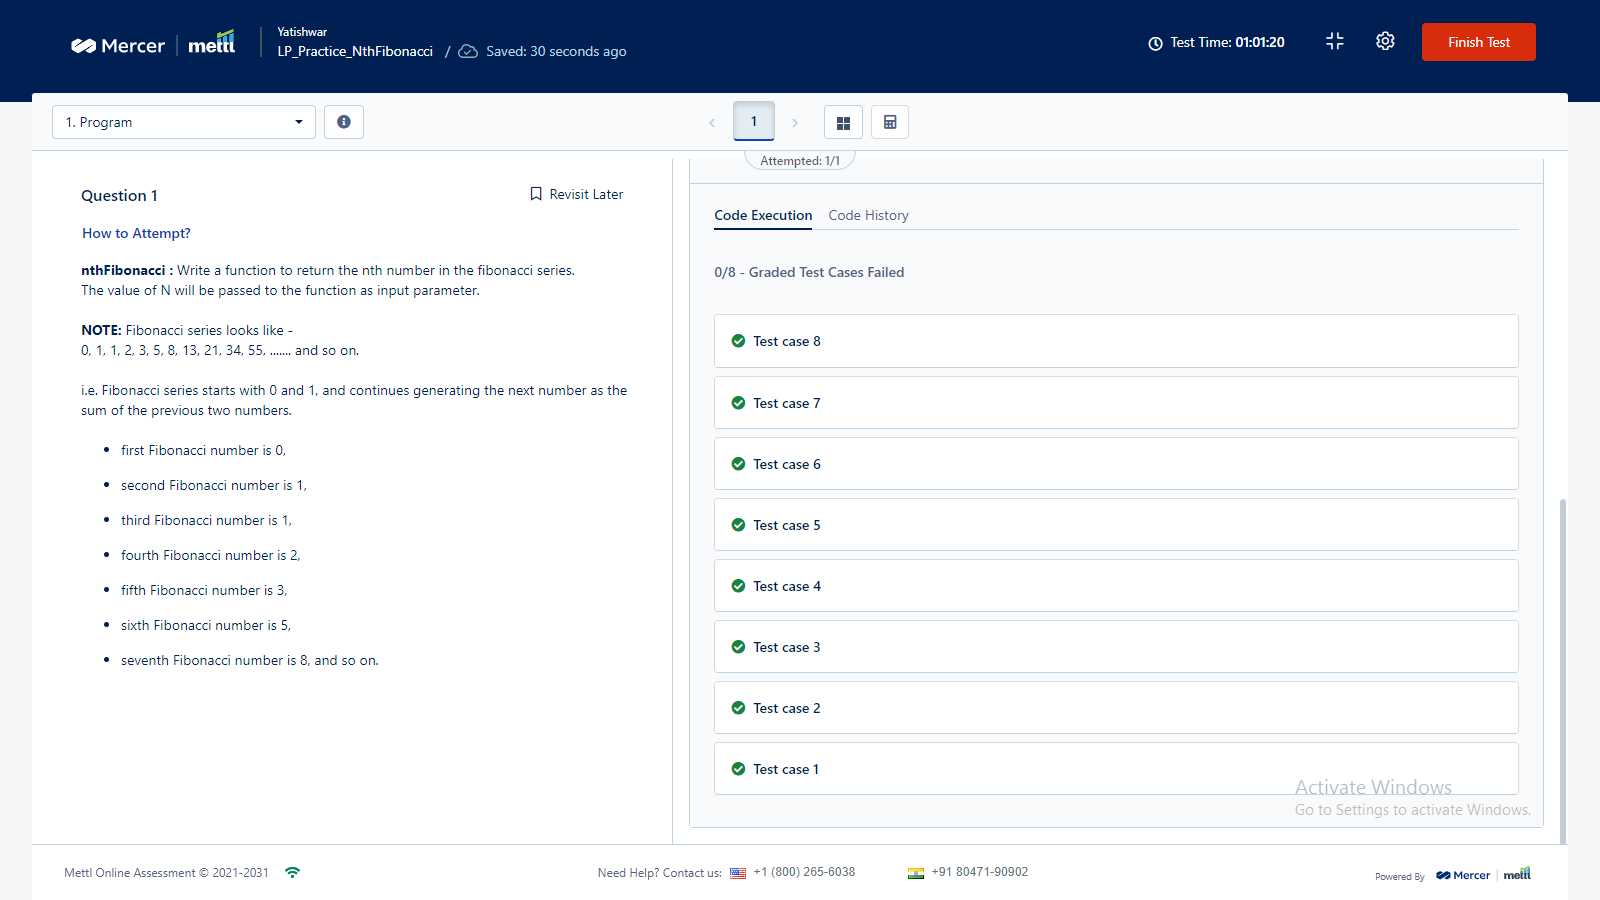 Mercer | mettl
Yatishwar
LP_Practice_NthFibonacci / Saved: 30 seconds ago
Test Time: 01:01:20
Finish Test
1. Program
1
Attempted: 1/1
Question 1
Revisit Later
How to Attempt?
nthFibonacci : Write a function to return the nth number in the fibonacci series.
The value of N will be passed to the function as input parameter.
NOTE: Fibonacci series looks like -
0, 1, 1, 2, 3, 5, 8, 13, 21, 34, 55, ....... and so on.
i.e. Fibonacci series starts with 0 and 1, and continues generating the next number as the
sum of the previous two numbers.
first Fibonacci number is 0,
second Fibonacci number is 1,
third Fibonacci number is 1,
fourth Fibonacci number is 2,
fifth Fibonacci number is 3,
sixth Fibonacci number is 5,
seventh Fibonacci number is 8, and so on.
Code Execution Code History
0/8 - Graded Test Cases Failed
Test case 8
Test case 7
Test case 6
Test case 5
Test case 4
Test case 3
Test case 2
Test case 1
Activate Windows
Go to Settings to activate Windows.
Mettl Online Assessment © 2021-2031
Need Help? Contact us: +1 (800) 265-6038 +91 80471-90902
Powered By Mercer | mettl